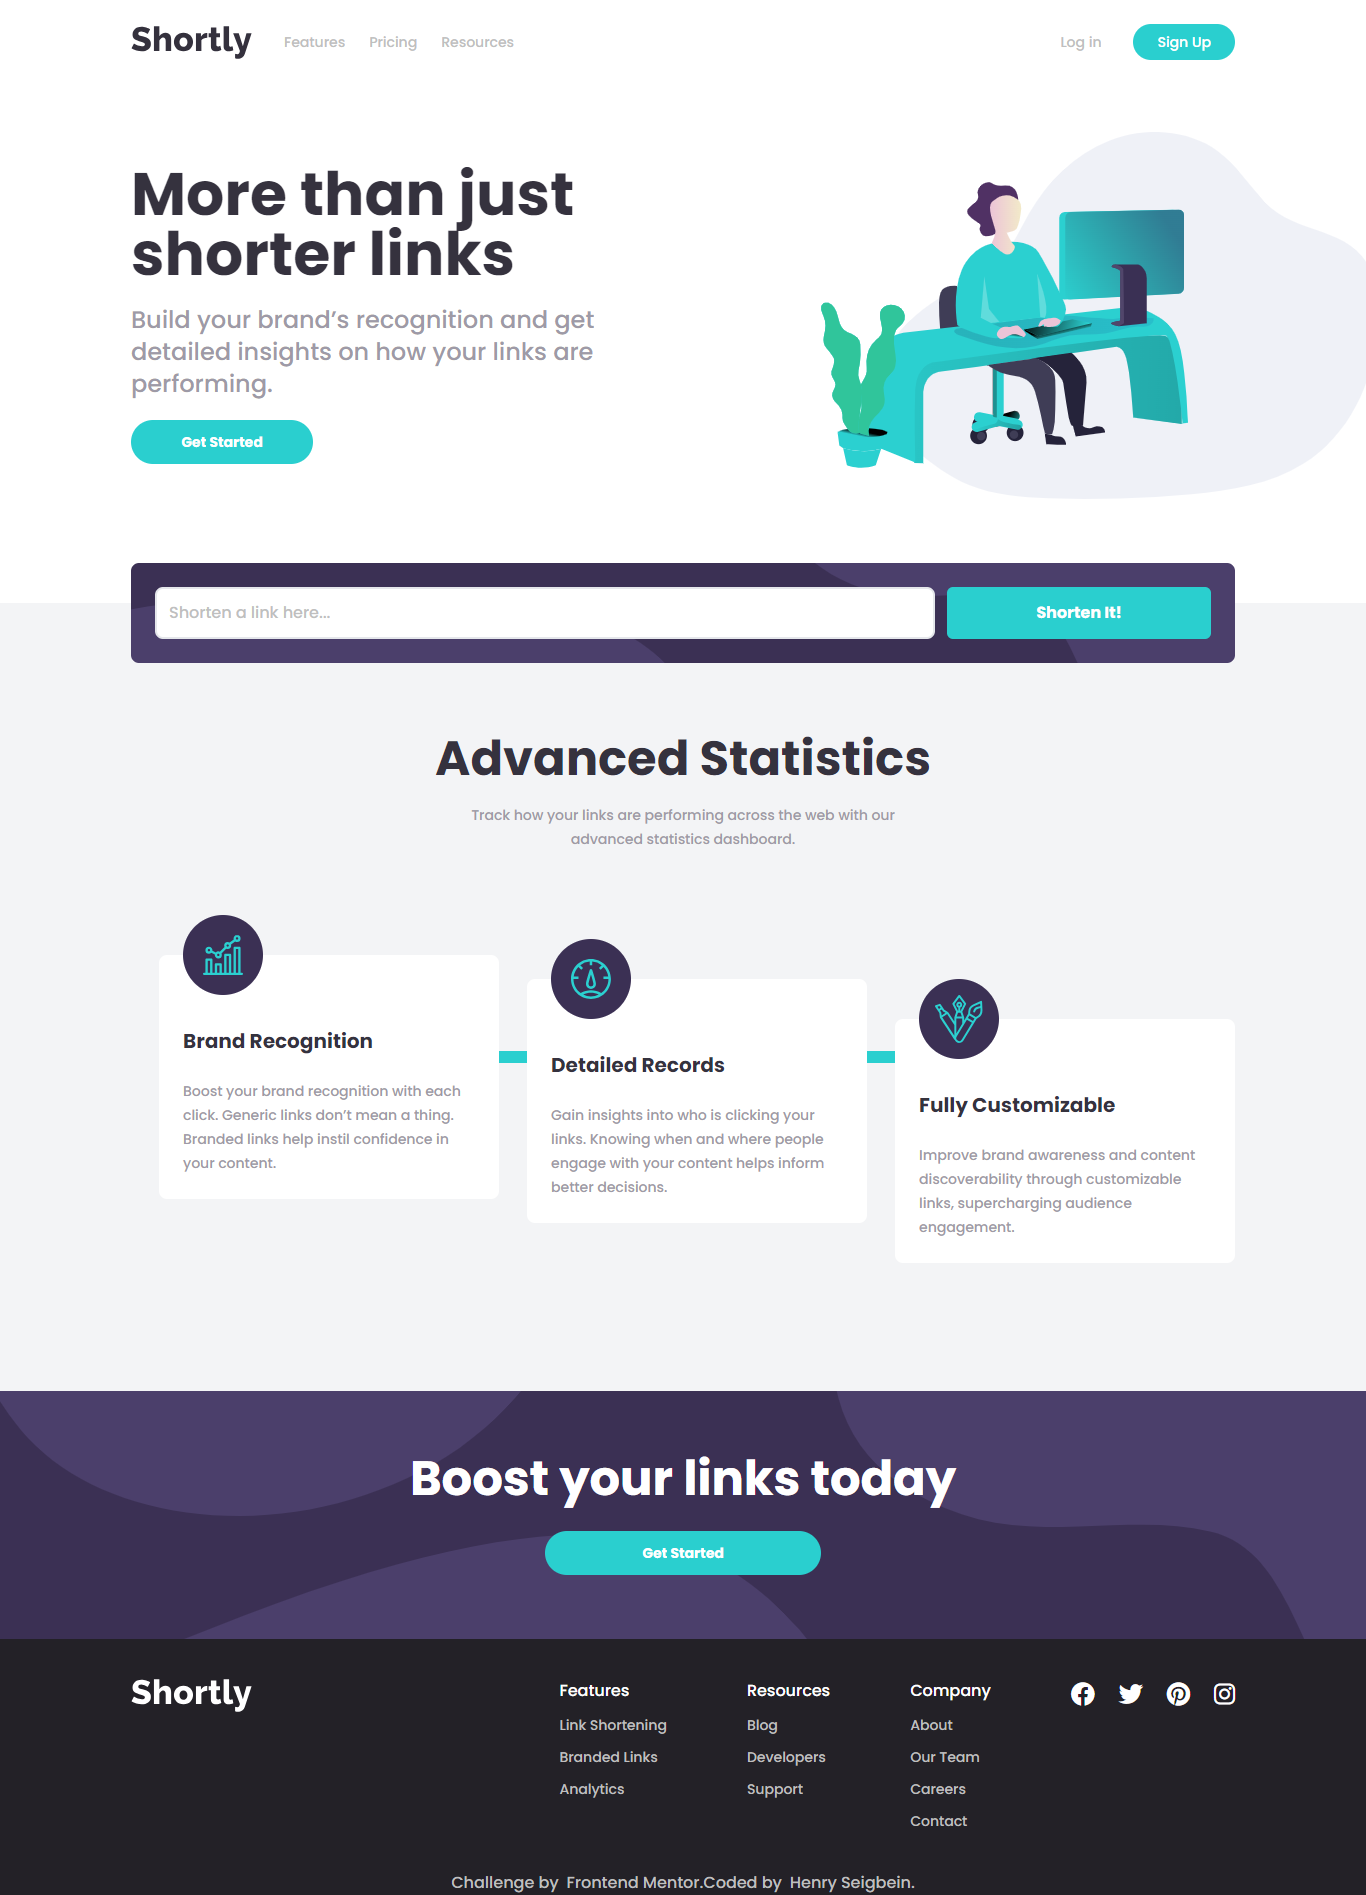 Shortly Features Pricing Resources Log in Sign Up
More than just
shorter links
Build your brand’s recognition and get
detailed insights on how your links are
performing.
Get Started
Shorten a link here... Shorten It!
Advanced Statistics
Track how your links are performing across the web with our
advanced statistics dashboard.
Brand Recognition
Boost your brand recognition with each
click. Generic links don’t mean a thing.
Branded links help instil confidence in
your content.
Detailed Records
Gain insights into who is clicking your
links. Knowing when and where people
engage with your content helps inform
better decisions.
Fully Customizable
Improve brand awareness and content
discoverability through customizable
links, supercharging audience
engagement.
Boost your links today
Get Started
Shortly
Features
Link Shortening
Branded Links
Analytics
Resources
Blog
Developers
Support
Company
About
Our Team
Careers
Contact
Challenge by Frontend Mentor.Coded by Henry Seigbein.